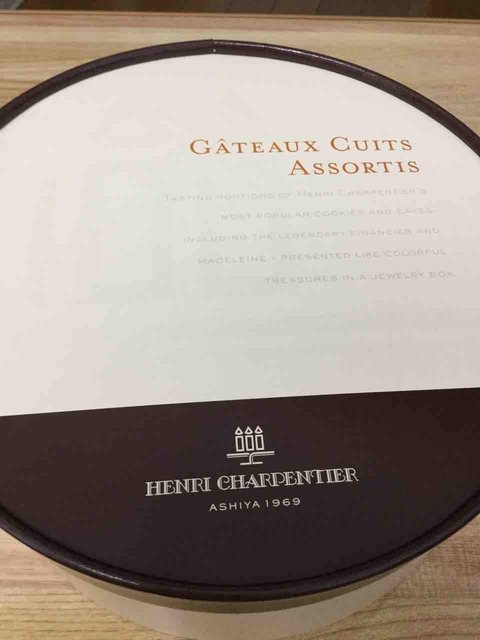 GÂTEAUX CUITS
ASSORTIS
TASTING PORTIONS OF HENRI CHARPENTIER'S
MOST POPULAR COOKIES AND CAKES
INCLUDING THE LEGENDARY FINANCIER AND
MADELEINE - PRESENTED LIKE COLORFUL
TREASURES IN A JEWELRY BOX.
HENRI CHARPENTIER
ASHIYA 1969